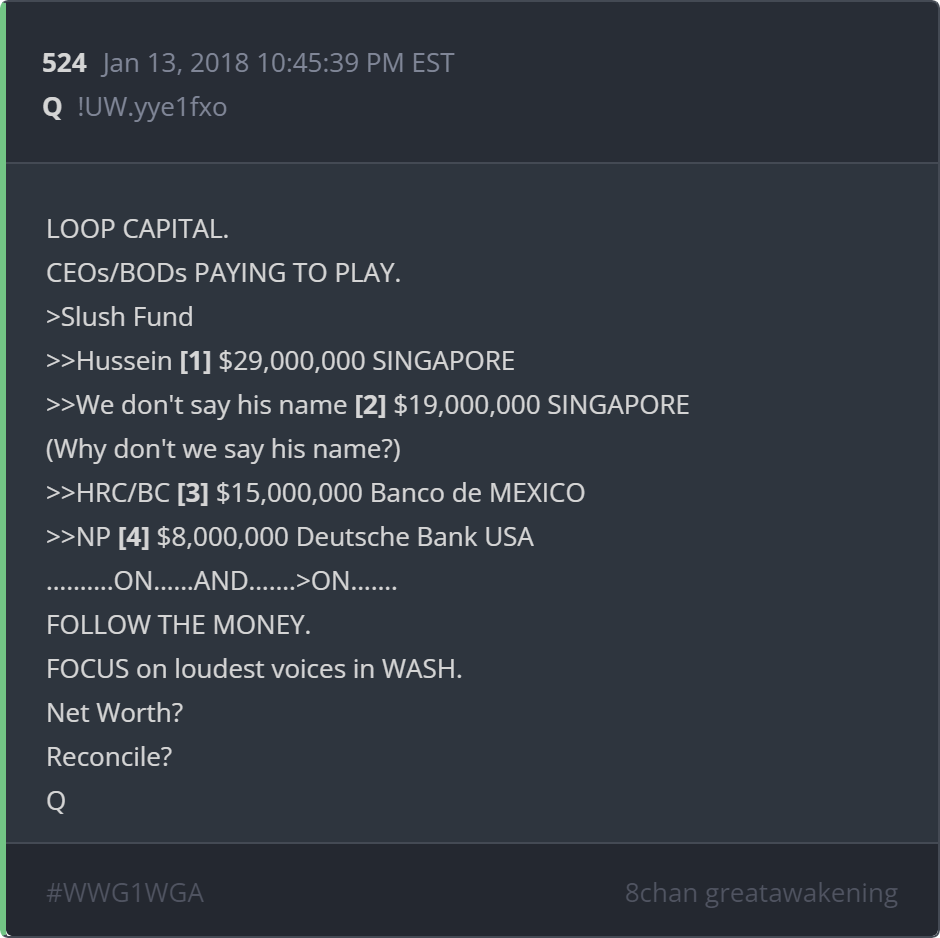 524 Jan 13, 2018 10:45:39 PM EST
Q !UW.yye1fxo
LOOP CAPITAL.
CEOs/BODs PAYING TO PLAY.
>Slush Fund
>>Hussein [1] $29,000,000 SINGAPORE
>>We don't say his name [2] $19,000,000 SINGAPORE
(Why don't we say his name?)
>>HRC/BC [3] $15,000,000 Banco de MEXICO
>>NP [4] $8,000,000 Deutsche Bank USA
..........ON......AND.......>ON.......
FOLLOW THE MONEY.
FOCUS on loudest voices in WASH.
Net Worth?
Reconcile?
Q
#WWG1WGA 8chan greatawakening